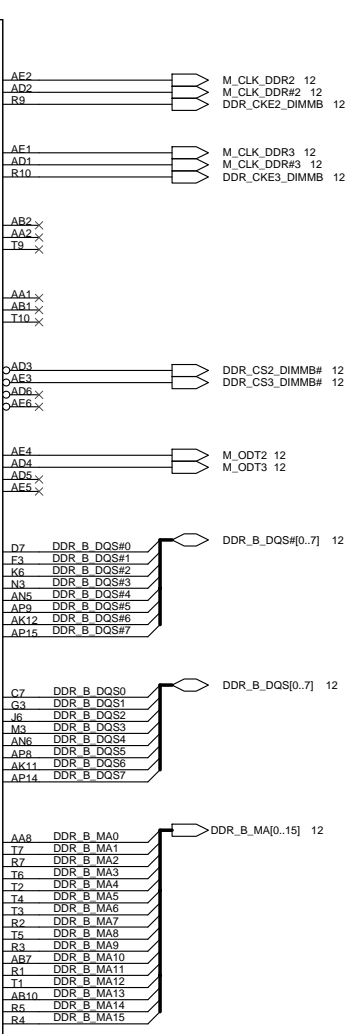 AE2 M_CLK_DDR2 12
AD2 M_CLK_DDR#2 12
R9 DDR_CKE2_DIMMB 12
AE1 M_CLK_DDR3 12
AD1 M_CLK_DDR#3 12
R10 DDR_CKE3_DIMMB 12
AB2
AA2
T9
AA1
AB1
T10
AD3 DDR_CS2_DIMMB# 12
AE3 DDR_CS3_DIMMB# 12
AD6
AE6
AE4 M_ODT2 12
AD4 M_ODT3 12
AD5
AE5
DDR_B_DQS#[0..7] 12
D7 DDR_B_DQS#0
F3 DDR_B_DQS#1
K6 DDR_B_DQS#2
N3 DDR_B_DQS#3
AN5 DDR_B_DQS#4
AP9 DDR_B_DQS#5
AK12 DDR_B_DQS#6
AP15 DDR_B_DQS#7
DDR_B_DQS[0..7] 12
C7 DDR_B_DQS0
G3 DDR_B_DQS1
J6 DDR_B_DQS2
M3 DDR_B_DQS3
AN6 DDR_B_DQS4
AP8 DDR_B_DQS5
AK11 DDR_B_DQS6
AP14 DDR_B_DQS7
DDR_B_MA[0..15] 12
AA8 DDR_B_MA0
T7 DDR_B_MA1
R7 DDR_B_MA2
T6 DDR_B_MA3
T2 DDR_B_MA4
T4 DDR_B_MA5
T3 DDR_B_MA6
R2 DDR_B_MA7
T5 DDR_B_MA8
R3 DDR_B_MA9
AB7 DDR_B_MA10
R1 DDR_B_MA11
T1 DDR_B_MA12
AB10 DDR_B_MA13
R5 DDR_B_MA14
R4 DDR_B_MA15